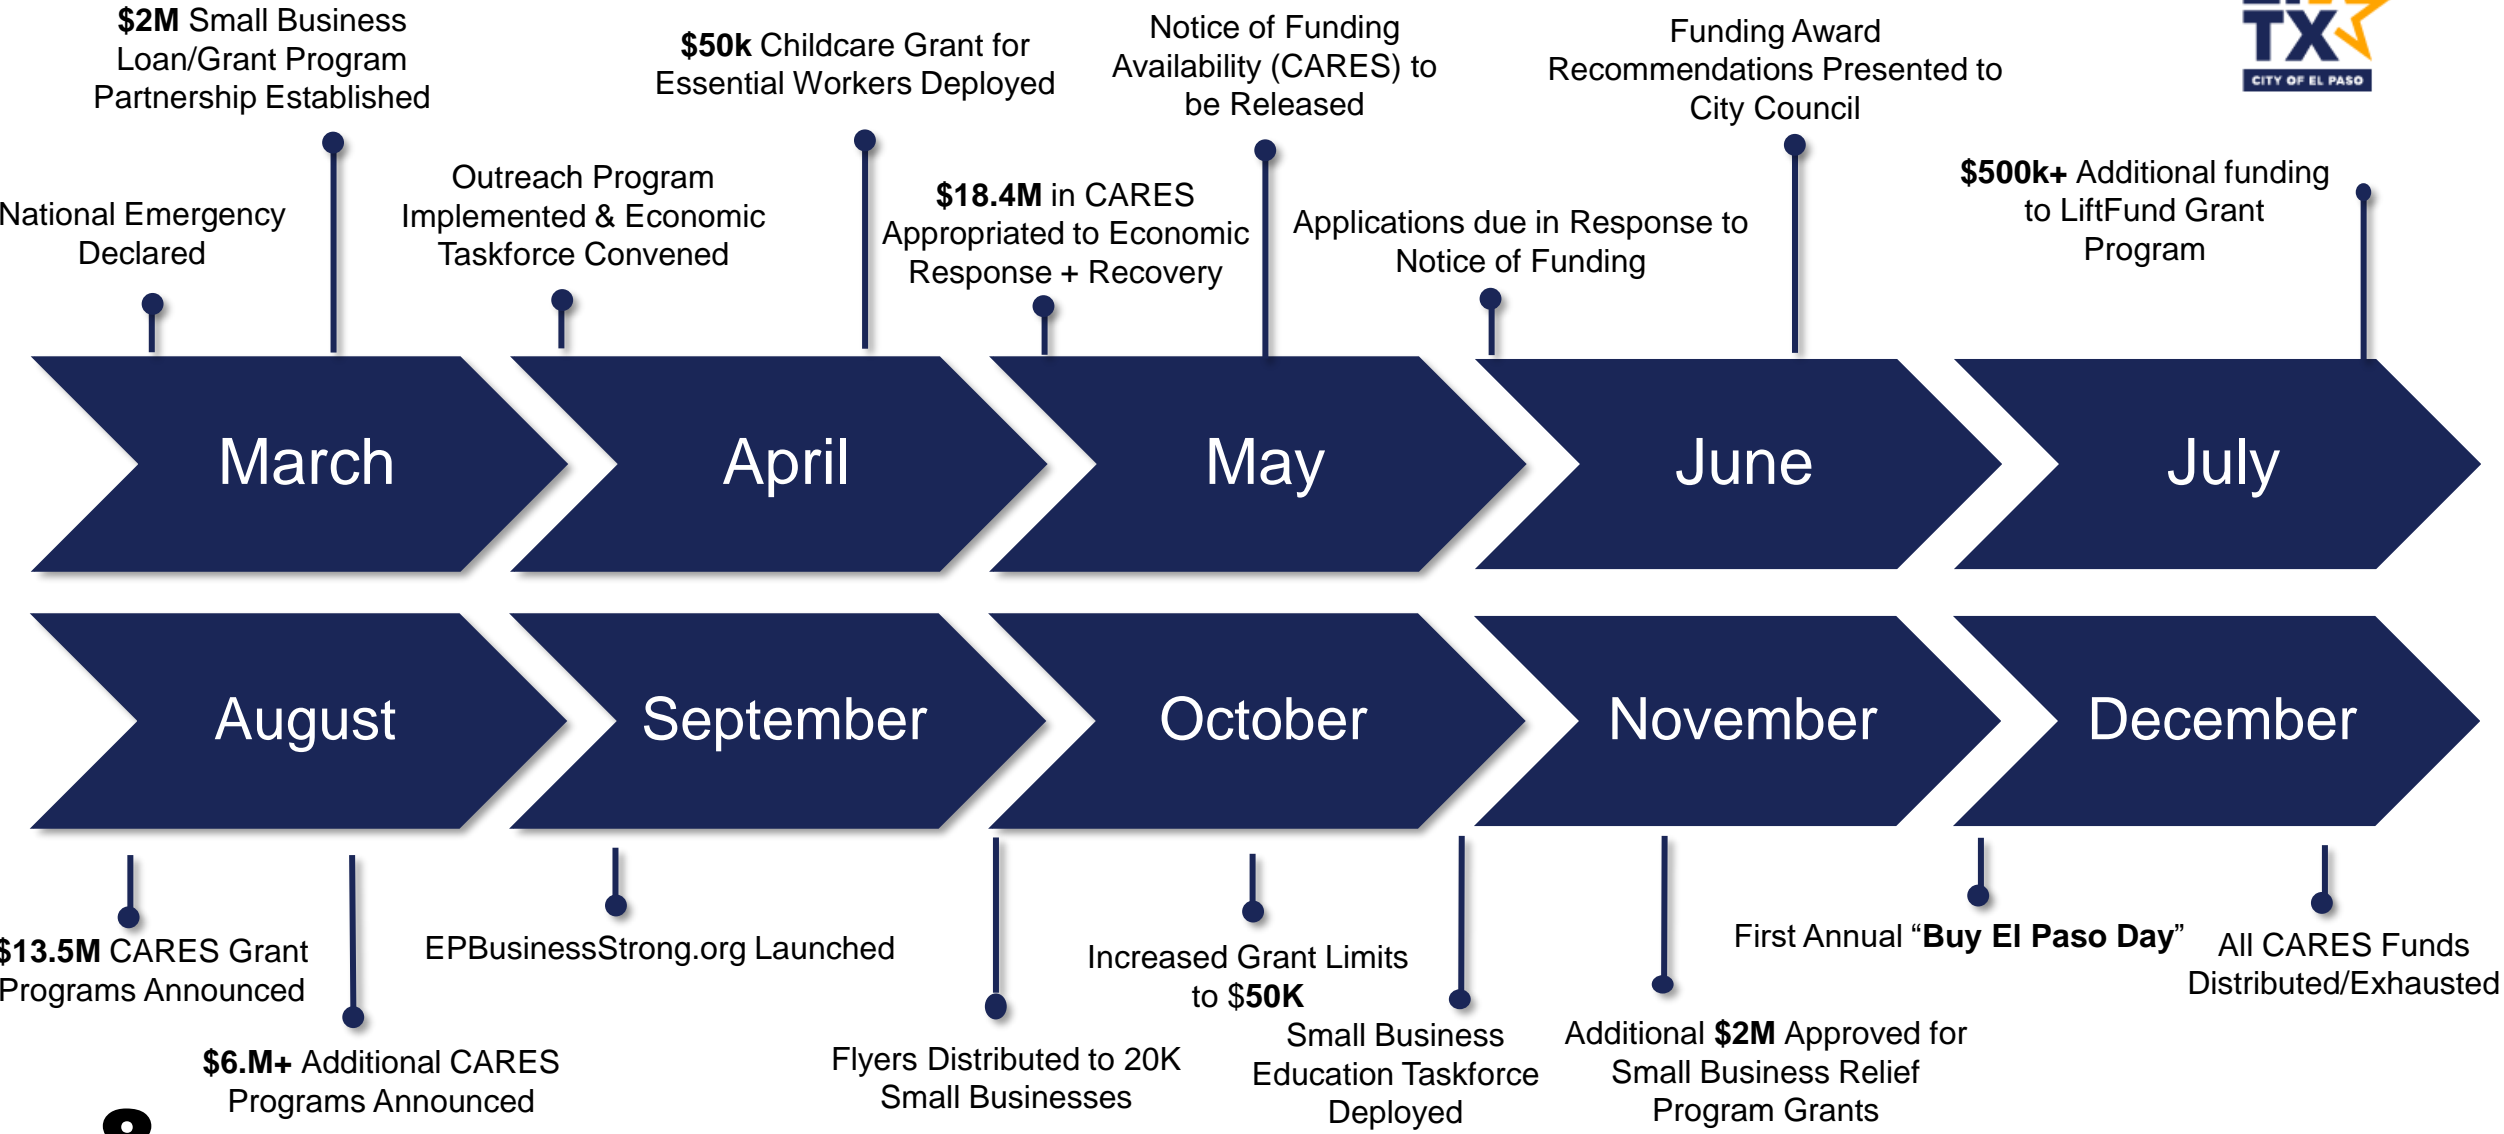 $2M Small Business
Loan/Grant Program
Partnership Established
$50k Childcare Grant for
Essential Workers Deployed
Notice of Funding
Availability (CARES) to
be Released
Funding Award
Recommendations Presented to
City Council
TX
CITY OF EL PASO
National Emergency
Declared
Outreach Program
Implemented & Economic
Taskforce Convened
$18.4M in CARES
Appropriated to Economic
Response + Recovery
Applications due in Response to
Notice of Funding
$500k+ Additional funding
to LiftFund Grant
Program
March
April
May
June
July
August
September
October
November
December
$13.5M CARES Grant
Programs Announced
$6.M+ Additional CARES
Programs Announced
EPBusinessStrong.org Launched
Flyers Distributed to 20K
Small Businesses
Increased Grant Limits
to $50K
Small Business
Education Taskforce
Deployed
Additional $2M Approved for
Small Business Relief
Program Grants
First Annual “Buy El Paso Day”
All CARES Funds
Distributed/Exhausted